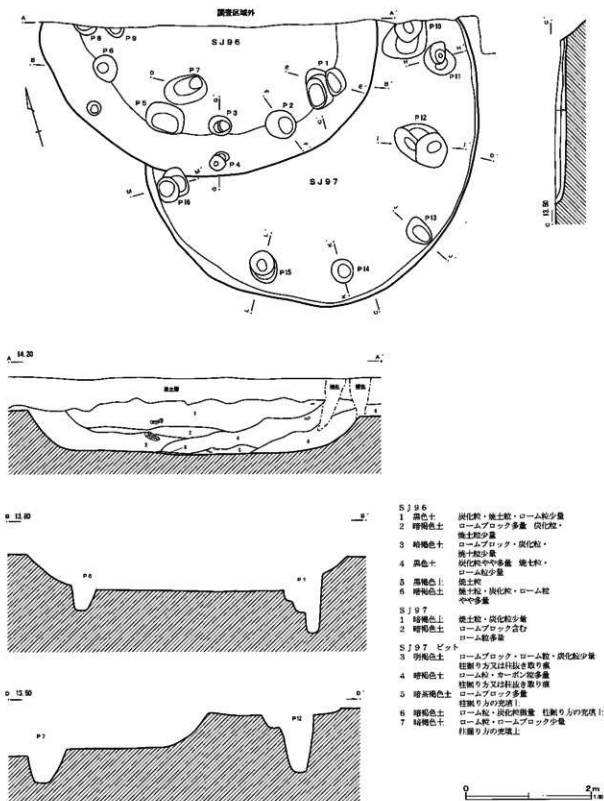 調査区域外
A
A'
P8
P9
P10
SJ96
P6
B
P7
P1
P11
B'
P5
P3
P2
P12
P4
SJ97
P16
P13
P15
P14
13.50
A 14.20
A'
表土層
B 13.80
B'
P6
P1
D 13.50
D'
P7
P12
SJ96
1 黒色土 炭化粒・焼土粒・ローム粒少量
2 暗褐色土 ロームブロック多量 炭化粒・
焼土粒少量
3 暗褐色土 ロームブロック・炭化粒・
焼土粒少量
4 黒色土 炭化粒やや多量 焼土粒・
ローム粒少量
5 黒褐色土 焼土粒
6 暗褐色土 焼土粒・炭化粒・ローム粒
やや多量
SJ97
1 暗褐色土 焼土粒・炭化粒少量
2 暗褐色土 ロームブロック含む
ローム粒多量
SJ97 ピット
3 明褐色土 ロームブロック・ローム粒・炭化粒少量
柱掘り方又は柱抜き取り痕
4 暗褐色土 ローム粒・カーボン粒多量
柱掘り方又は柱抜き取り痕
5 暗茶褐色土 ロームブロック多量
柱掘り方の充填土
6 暗褐色土 ローム粒・炭化粒微量 柱掘り方の充填土
7 暗褐色土 ローム粒・ロームブロック少量
柱掘り方の充填土
0 2m